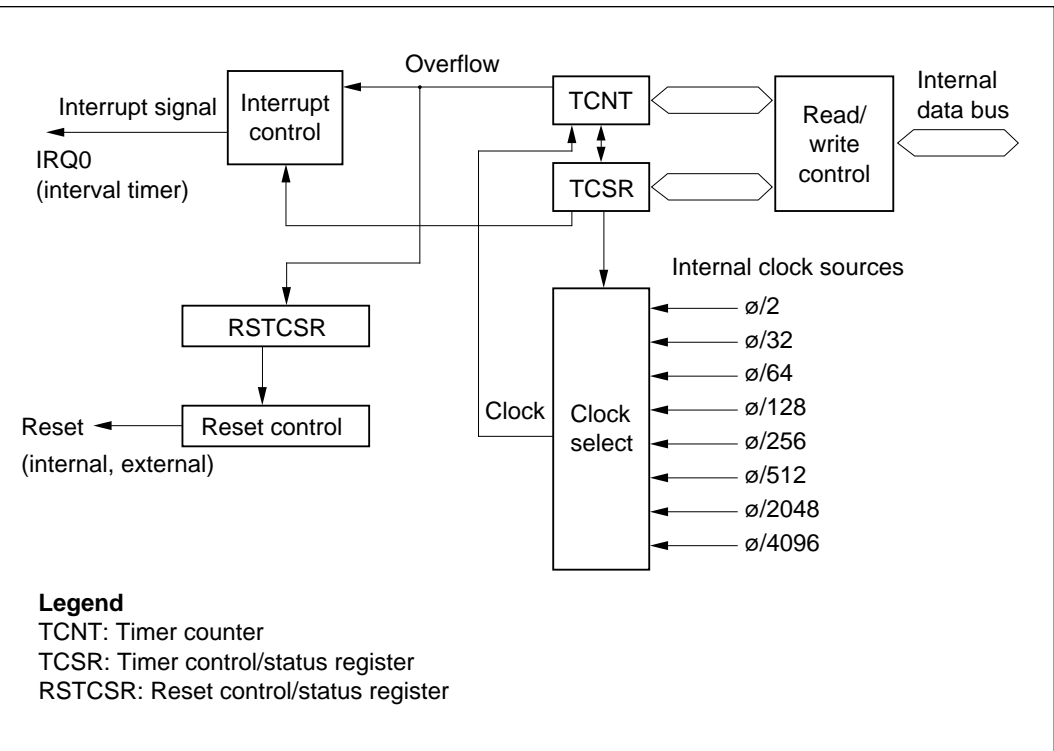 Overflow
Interrupt signal
Interrupt
control
TCNT
Read/
write
control
Internal
data bus
IRQ0
(interval timer)
TCSR
Internal clock sources
RSTCSR
ø/2
ø/32
ø/64
Clock
Clock
select
ø/128
ø/256
ø/512
ø/2048
ø/4096
Reset
Reset control
(internal, external)
Legend
TCNT: Timer counter
TCSR: Timer control/status register
RSTCSR: Reset control/status register